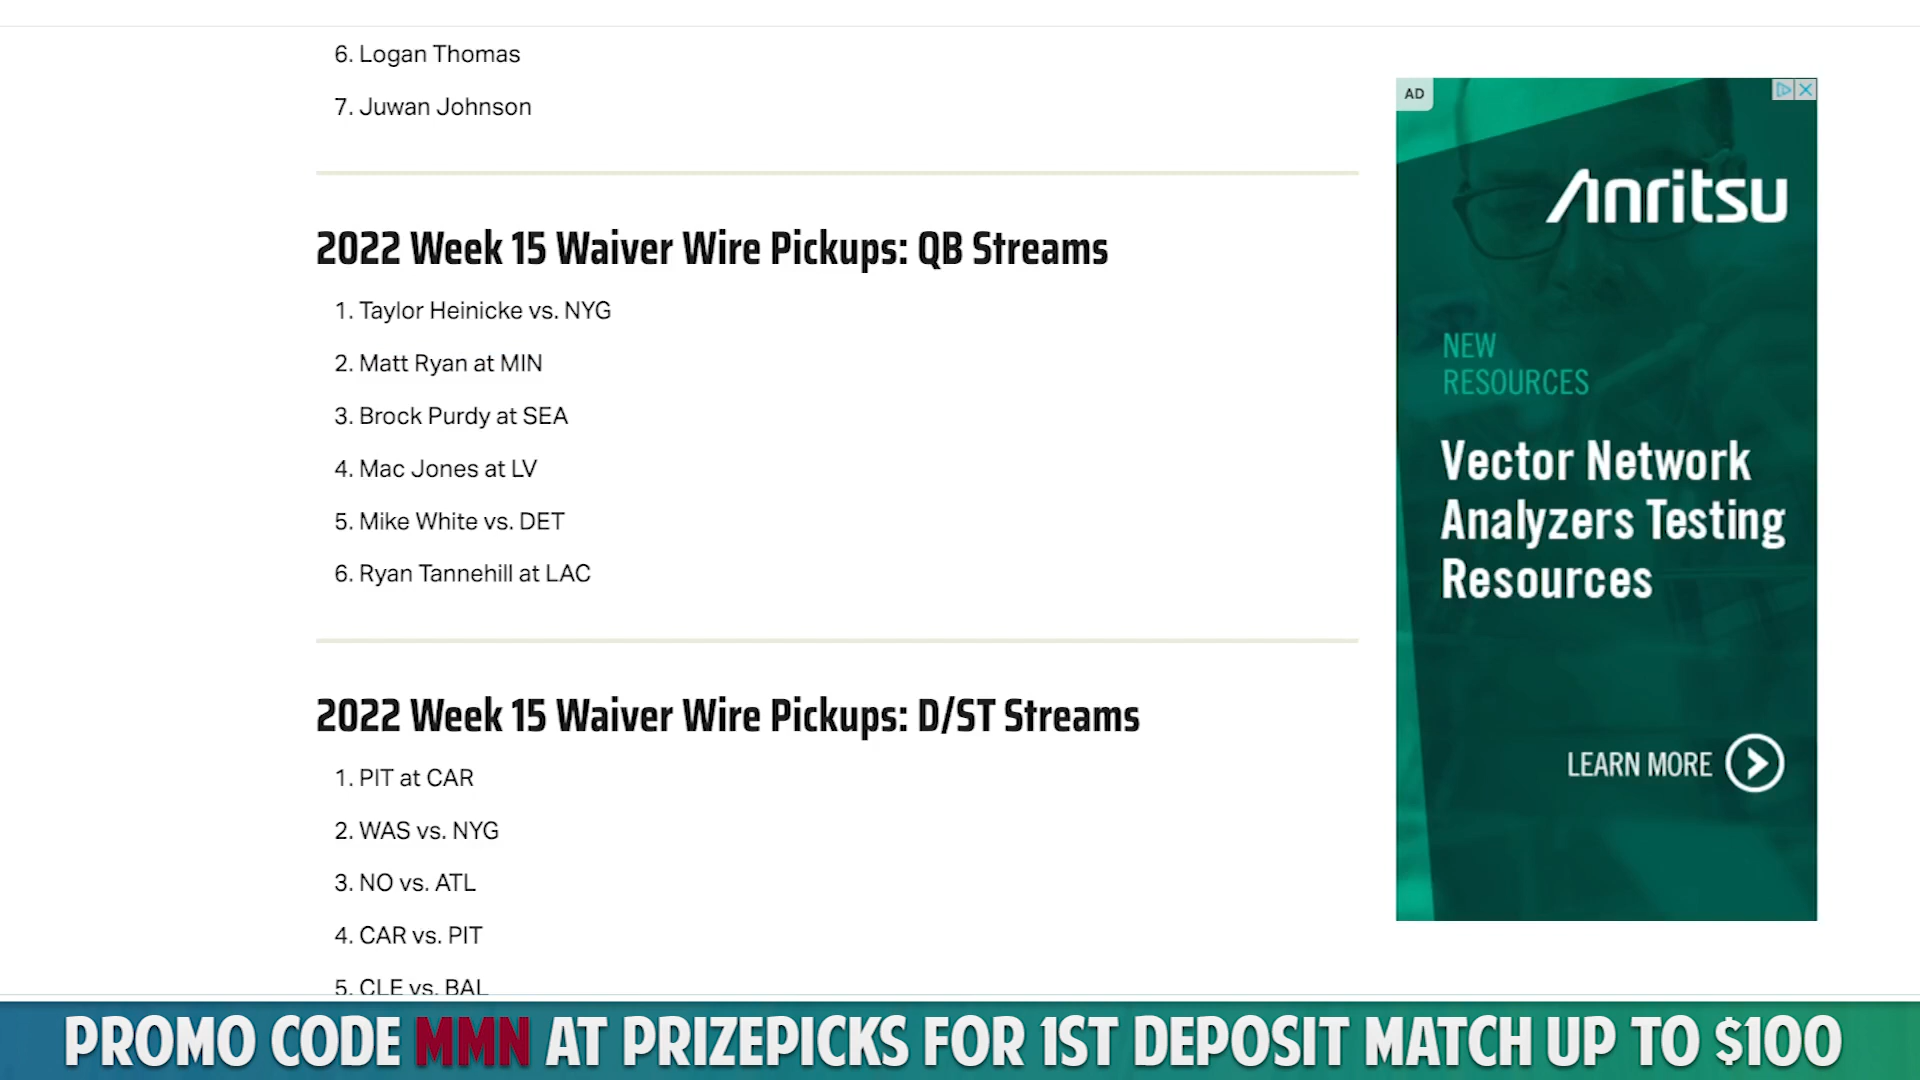 6. Logan Thomas
7. Juwan Johnson
2022 Week 15 Waiver Wire Pickups: QB Streams
1. Taylor Heinicke vs. NYG
2. Matt Ryan at MIN
3. Brock Purdy at SEA
4. Mac Jones at LV
5. Mike White vs. DET
6. Ryan Tannehill at LAC
2022 Week 15 Waiver Wire Pickups: D/ST Streams
1. PIT at CAR
2. WAS vs. NYG
3. NO vs. ATL
4. CAR vs. PIT
5. CLE vs. BAL
AD
Anritsu
NEW
RESOURCES
Vector Network
Analyzers Testing
Resources
LEARN MORE
PROMO CODE MMN AT PRIZEPICKS FOR 1ST DEPOSIT MATCH UP TO $100